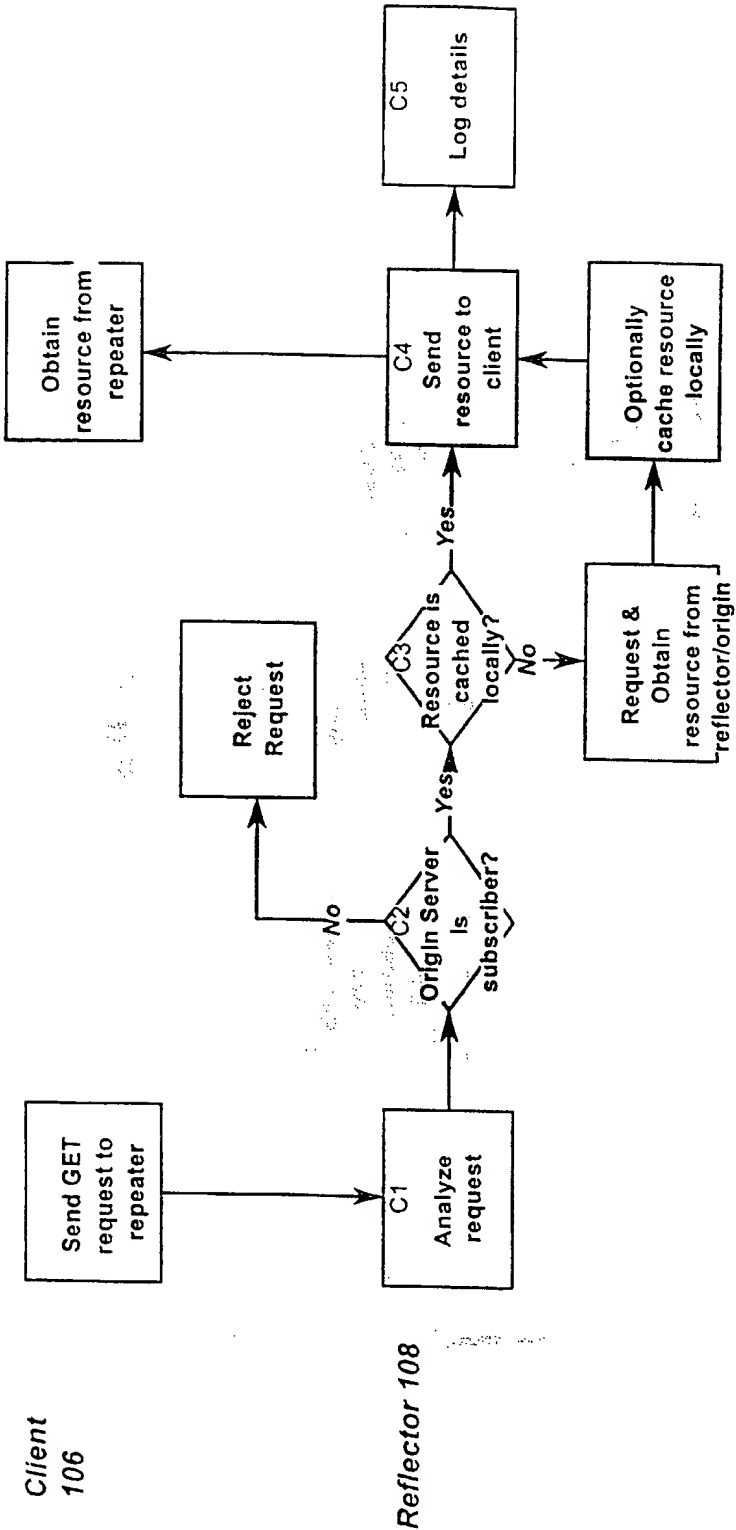 Client
106
Send GET
request to
repeater
Obtain
resource from
repeater
Reject
Request
Reflector 108
C1
Analyze
request
C2
Origin Server
Is
subscriber?
No
Yes
C3
Resource is
cached
locally?
Yes
No
C4
Send
resource to
client
C5
Log details
Request &
Obtain
resource from
reflector/origin
Optionally
cache resource
locally